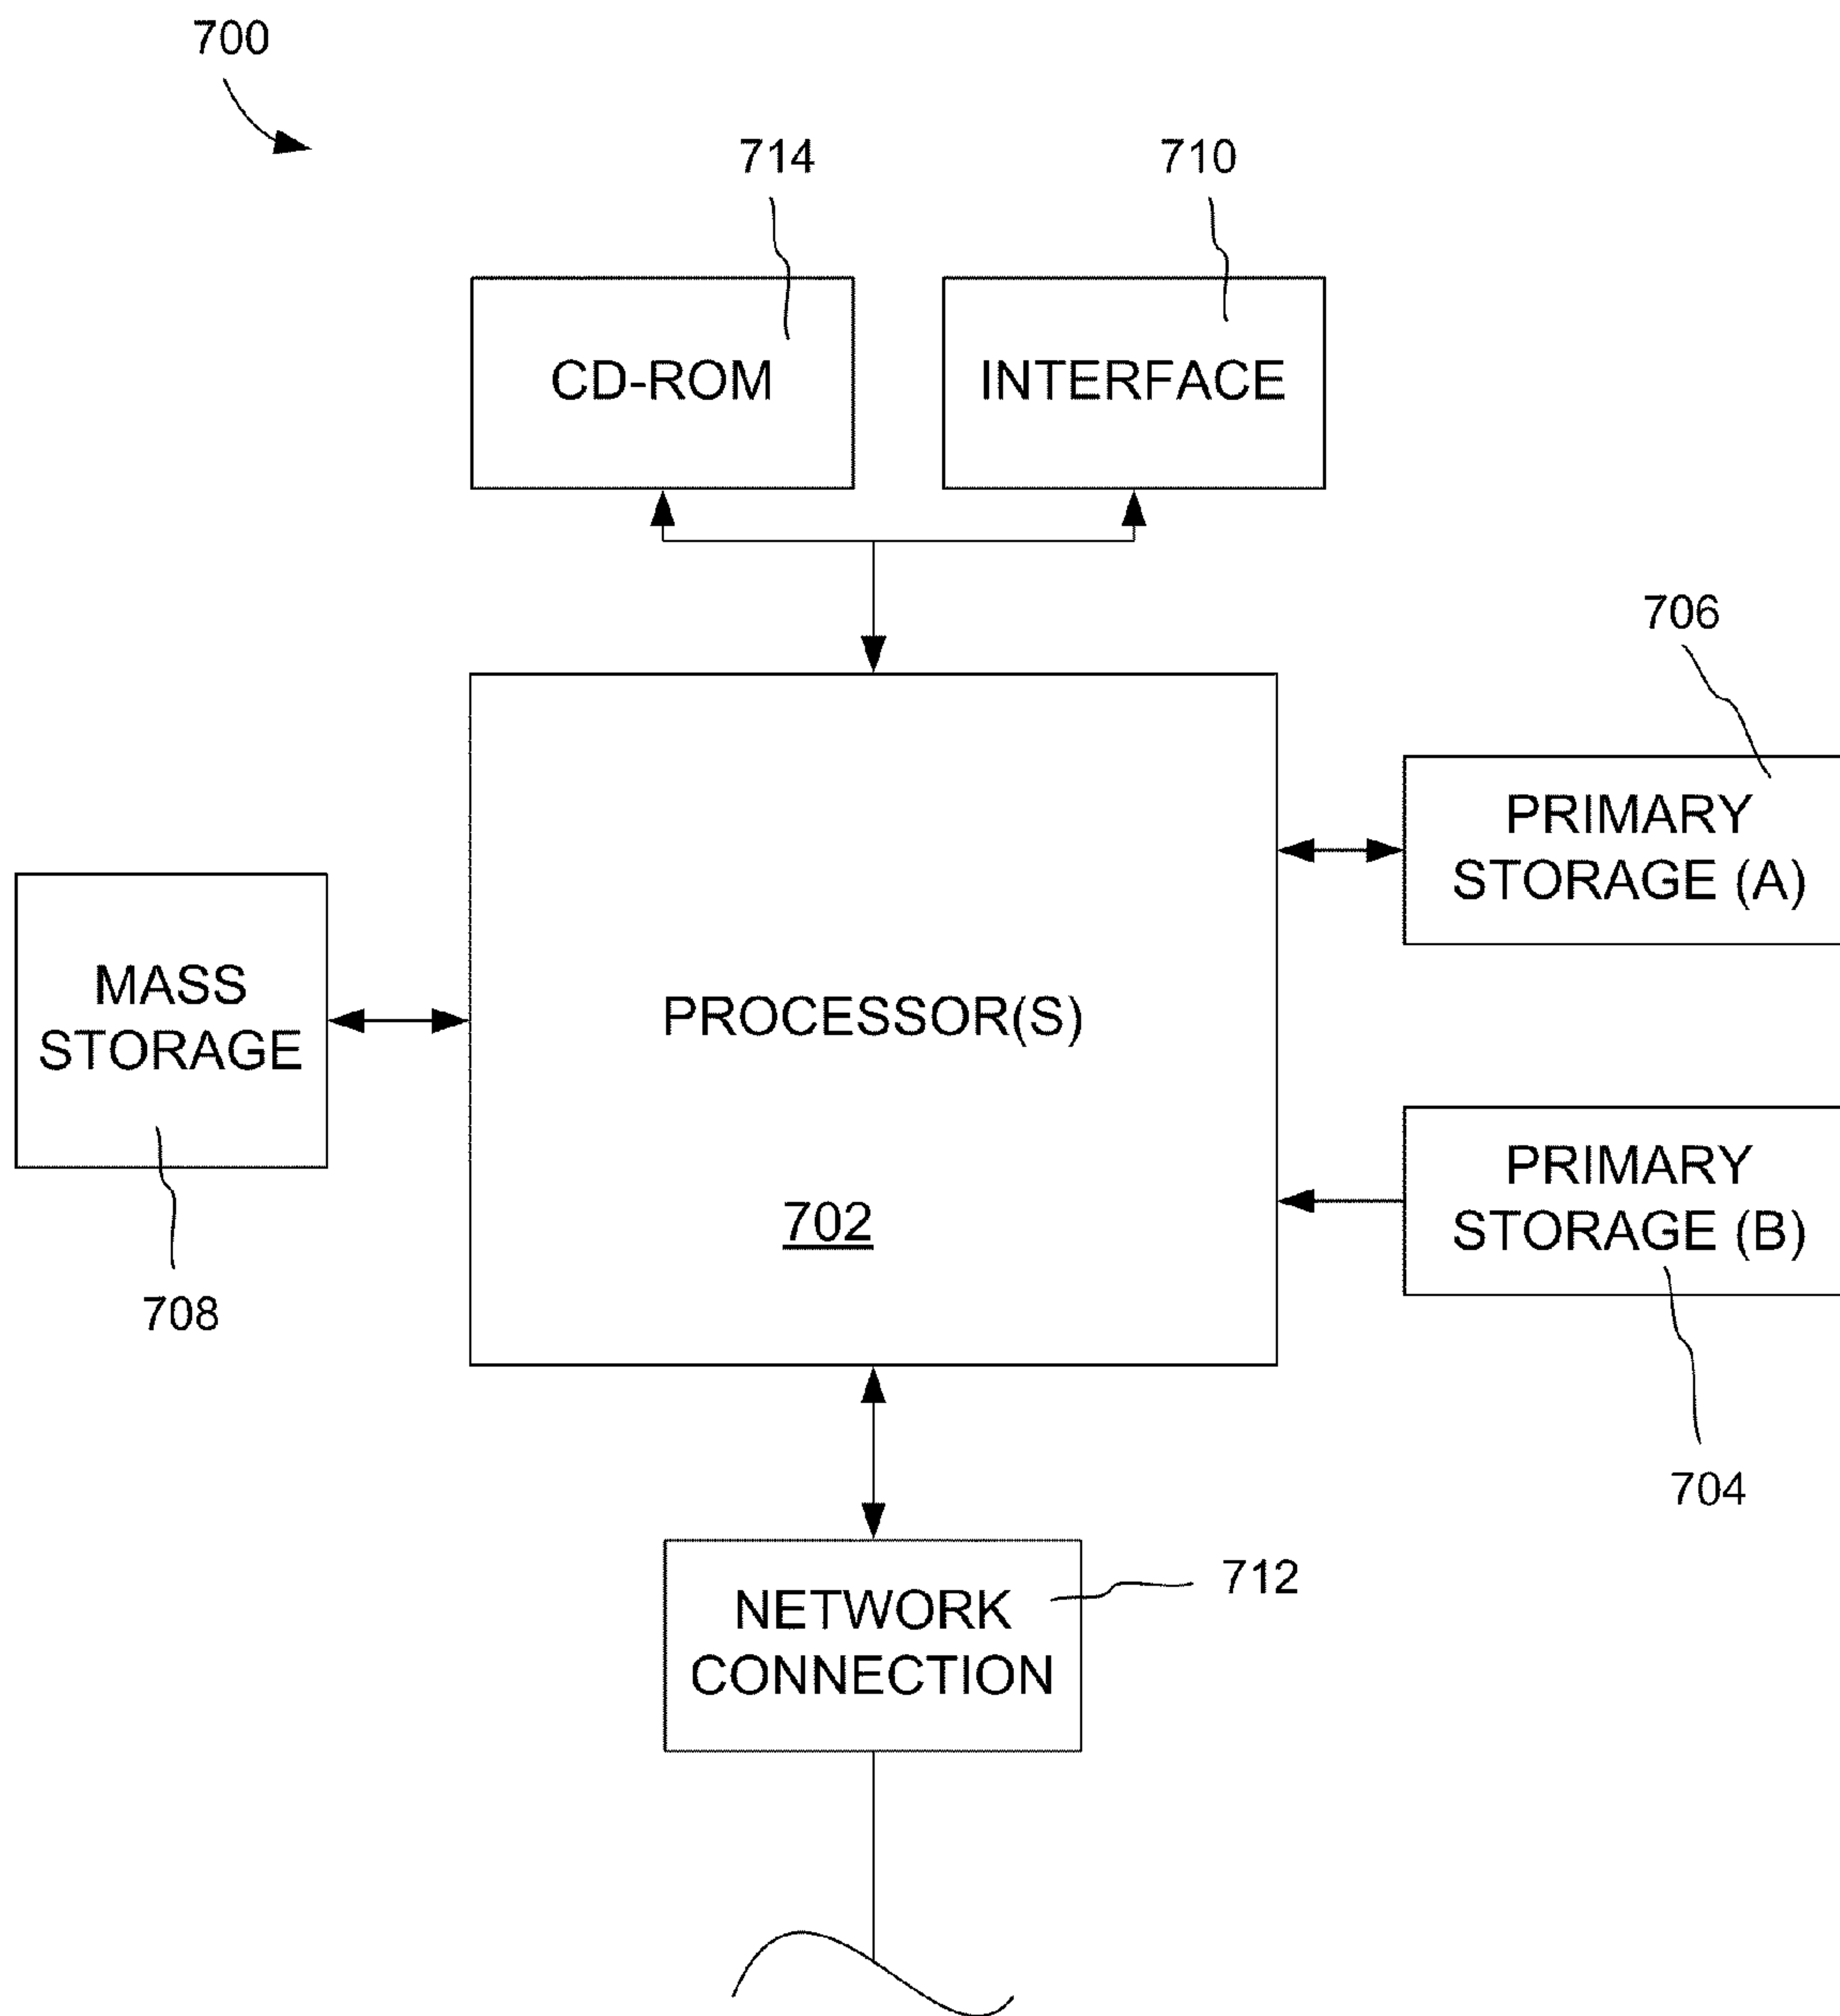 700
714
710
CD-ROM
INTERFACE
706
PRIMARY
STORAGE (A)
MASS
STORAGE
PROCESSOR(S)
702
PRIMARY
STORAGE (B)
708
704
712
NETWORK
CONNECTION